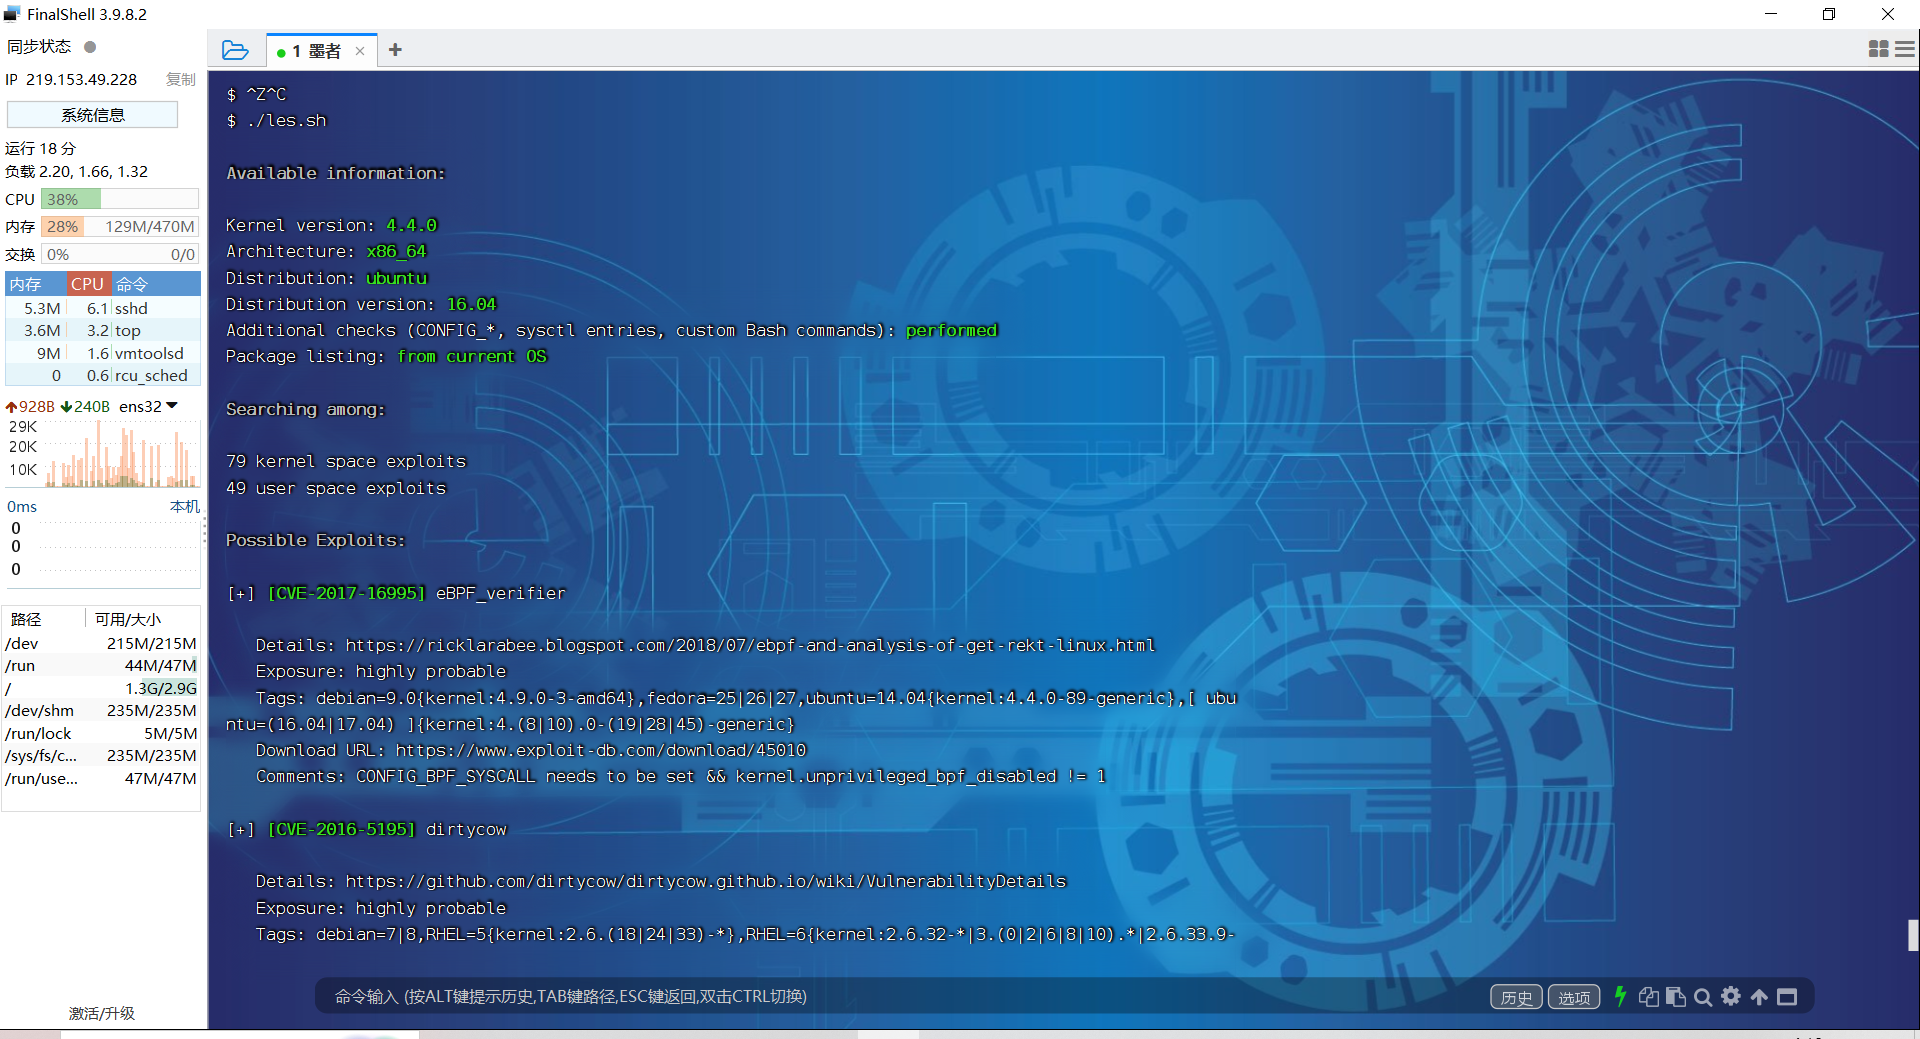 FinalShell 3.9.8.2
同步状态
IP 219.153.49.228 复制
系统信息
运行 18 分
负载 2.20, 1.66, 1.32
CPU 38%
内存 28% 129M/470M
交换 0% 0/0
内存 CPU 命令
5.3M 6.1 sshd
3.6M 3.2 top
9M 1.6 vmtoolsd
0 0.6 rcu_sched
928B 240B ens32
29K
20K
10K
0ms 本机
0
0
0
路径 可用/大小
/dev 215M/215M
/run 44M/47M
/ 1.3G/2.9G
/dev/shm 235M/235M
/run/lock 5M/5M
/sys/fs/c... 235M/235M
/run/use... 47M/47M
激活/升级
1 墨者
$ ^Z^C
$ ./les.sh
Available information:
Kernel version: 4.4.0
Architecture: x86_64
Distribution: ubuntu
Distribution version: 16.04
Additional checks (CONFIG_*, sysctl entries, custom Bash commands): performed
Package listing: from current OS
Searching among:
79 kernel space exploits
49 user space exploits
Possible Exploits:
[+] [CVE-2017-16995] eBPF_verifier
Details: https://ricklarabee.blogspot.com/2018/07/ebpf-and-analysis-of-get-rekt-linux.html
Exposure: highly probable
Tags: debian=9.0{kernel:4.9.0-3-amd64},fedora=25|26|27,ubuntu=14.04{kernel:4.4.0-89-generic},[ ubu
ntu=(16.04|17.04) ]{kernel:4.(8|10).0-(19|28|45)-generic}
Download URL: https://www.exploit-db.com/download/45010
Comments: CONFIG_BPF_SYSCALL needs to be set && kernel.unprivileged_bpf_disabled != 1
[+] [CVE-2016-5195] dirtycow
Details: https://github.com/dirtycow/dirtycow.github.io/wiki/VulnerabilityDetails
Exposure: highly probable
Tags: debian=7|8,RHEL=5{kernel:2.6.(18|24|33)-*},RHEL=6{kernel:2.6.32-*|3.(0|2|6|8|10).*|2.6.33.9-
命令输入 (按ALT键提示历史,TAB键路径,ESC键返回,双击CTRL切换)
历史 选项